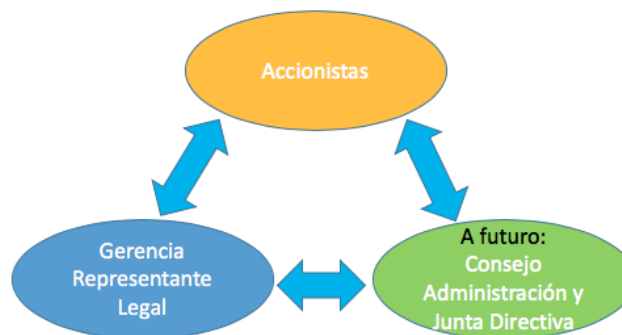 Accionistas
Gerencia
Representante
Legal
A futuro:
Consejo
Administración y
Junta Directiva